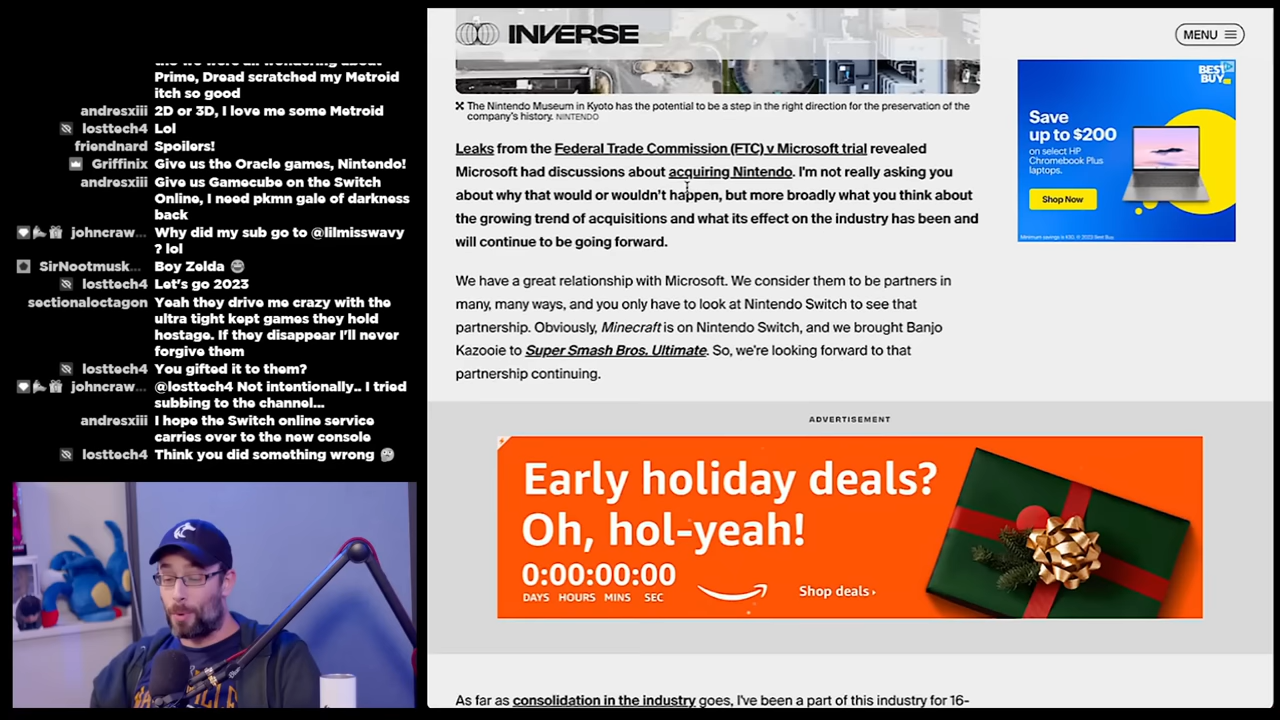 Prime, Dread scratched my Metroid
itch so good
andresxiii 2D or 3D, I love me some Metroid
losttech4 Lol
friendnard Spoilers!
Griffinix Give us the Oracle games, Nintendo!
andresxiii Give us Gamecube on the Switch
Online, I need pkmn gale of darkness
back
johncraw... Why did my sub go to @lilmisswavy
? lol
SirNootmusk... Boy Zelda
losttech4 Let's go 2023
sectionaloctagon Yeah they drive me crazy with the
ultra tight kept games they hold
hostage. If they disappear I'll never
forgive them
losttech4 You gifted it to them?
johncraw... @losttech4 Not intentionally.. I tried
subbing to the channel...
andresxiii I hope the Switch online service
carries over to the new console
losttech4 Think you did something wrong
INVERSE
MENU
The Nintendo Museum in Kyoto has the potential to be a step in the right direction for the preservation of the
company's history. NINTENDO
Leaks from the Federal Trade Commission (FTC) v Microsoft trial revealed
Microsoft had discussions about acquiring Nintendo. I'm not really asking you
about why that would or wouldn't happen, but more broadly what you think about
the growing trend of acquisitions and what its effect on the industry has been and
will continue to be going forward.
We have a great relationship with Microsoft. We consider them to be partners in
many, many ways, and you only have to look at Nintendo Switch to see that
partnership. Obviously, Minecraft is on Nintendo Switch, and we brought Banjo
Kazooie to Super Smash Bros. Ultimate. So, we're looking forward to that
partnership continuing.
BEST
BUY
Save
up to $200
on select HP
Chromebook Plus
laptops.
Shop Now
ADVERTISEMENT
Early holiday deals?
Oh, hol-yeah!
0:00:00:00
DAYS HOURS MINS SEC
Shop deals
As far as consolidation in the industry goes, I've been a part of this industry for 16-